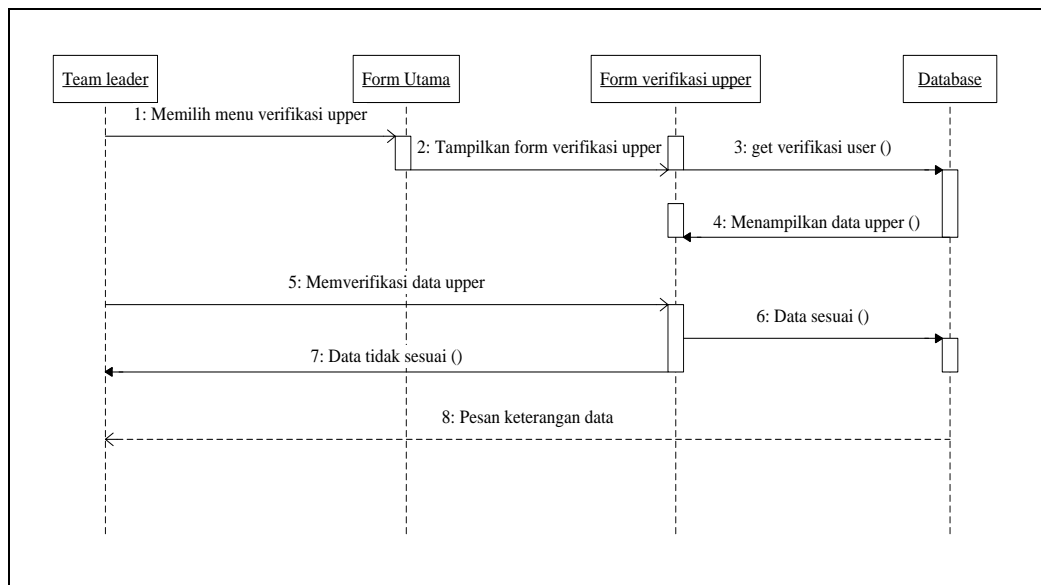 Team leader
Form Utama
Form verifikasi upper
Database
1: Memilih menu verifikasi upper
2: Tampilkan form verifikasi upper
3: get verifikasi user ()
4: Menampilkan data upper ()
5: Memverifikasi data upper
6: Data sesuai ()
7: Data tidak sesuai ()
8: Pesan keterangan data